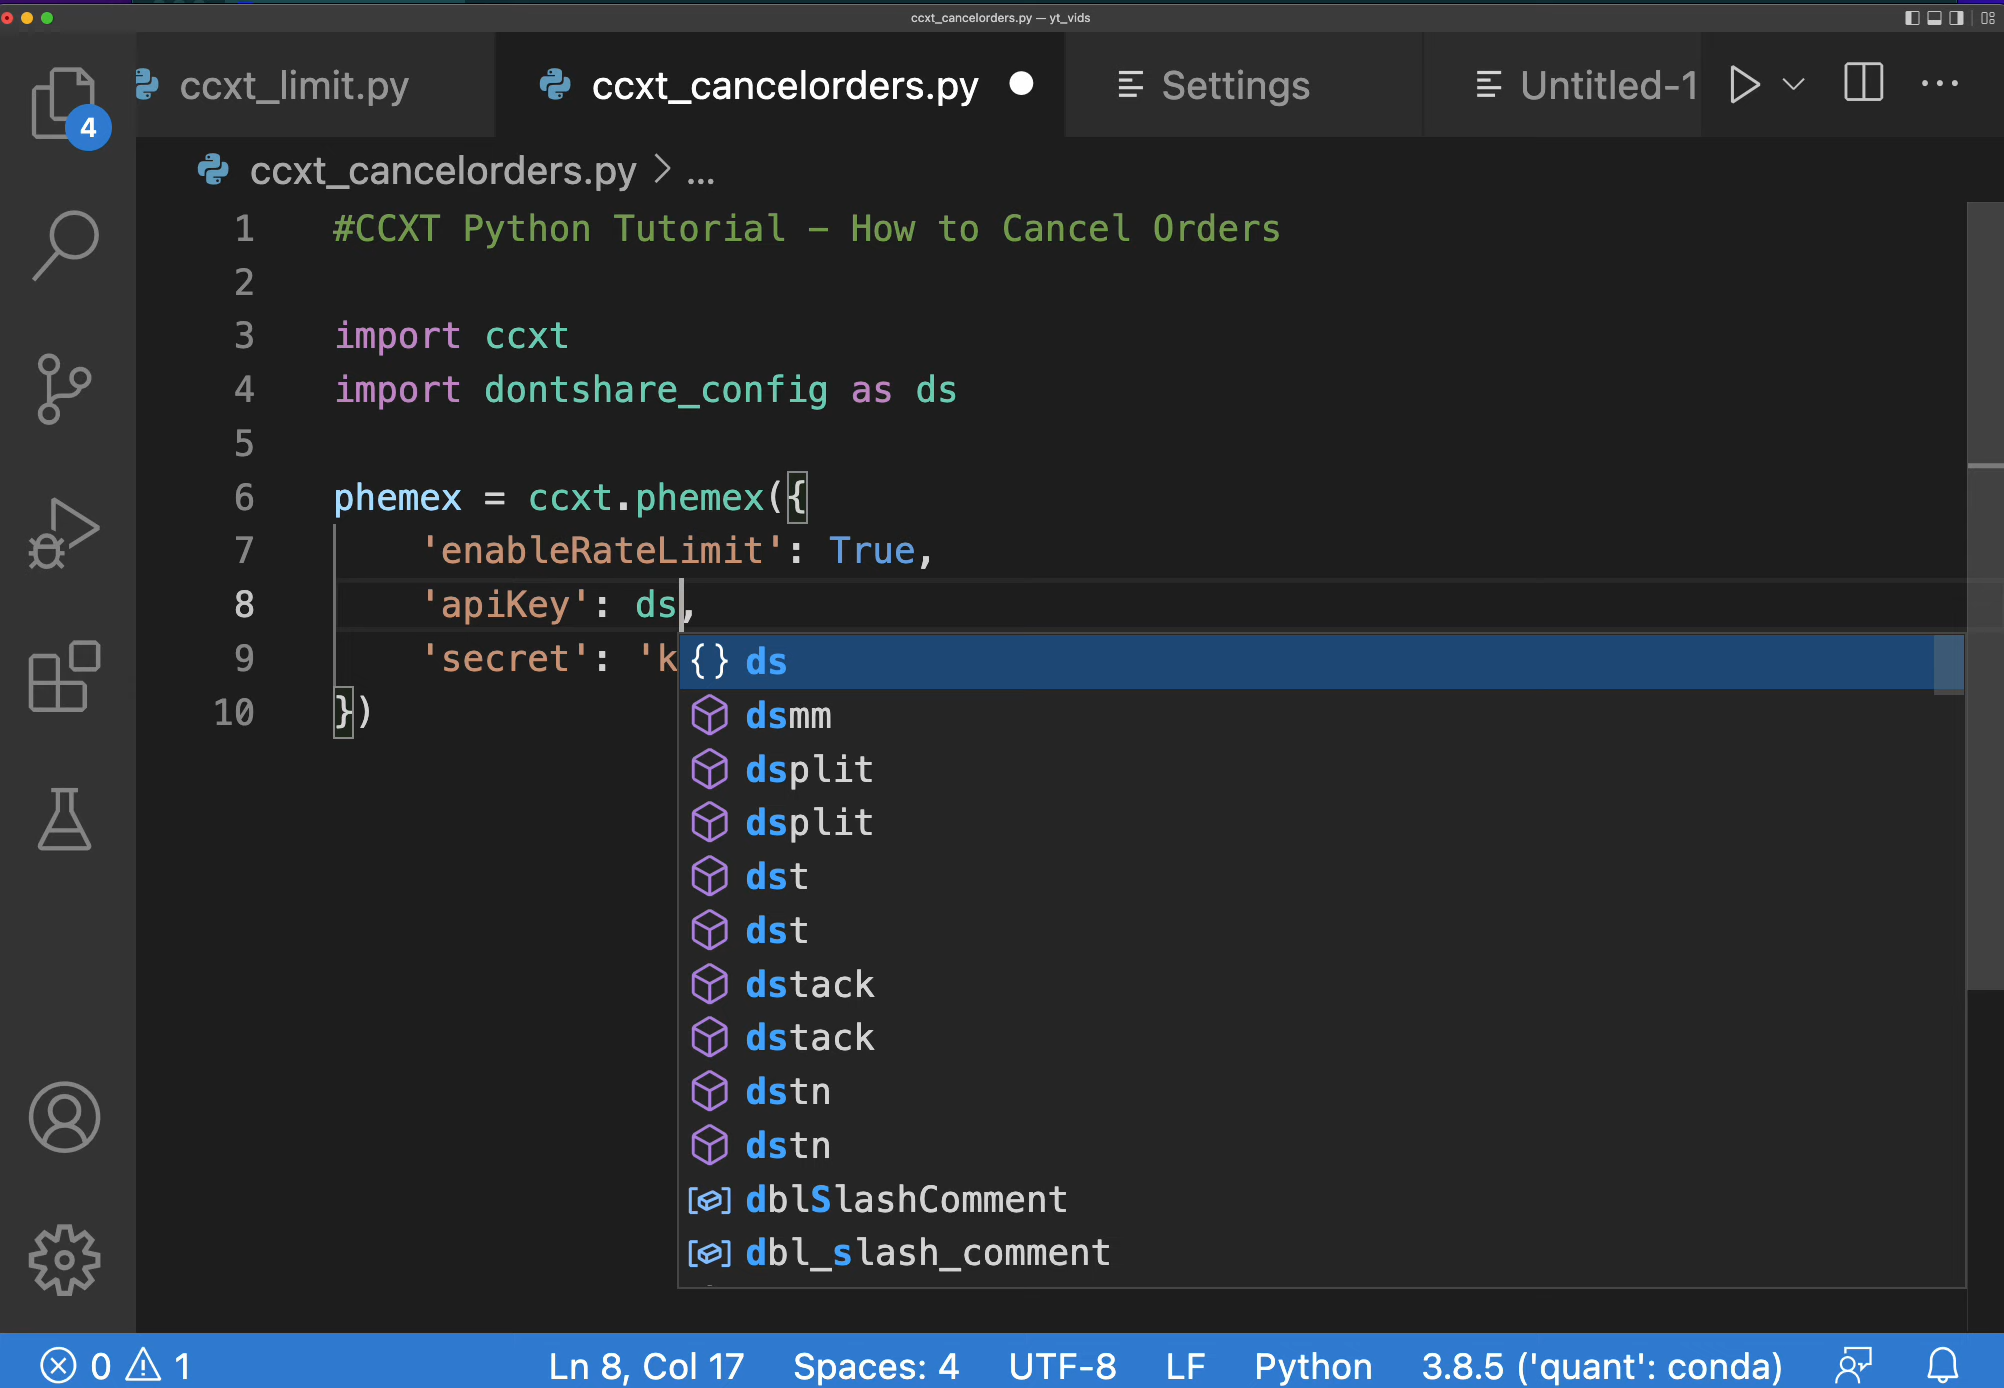 ccxt_cancelorders.py — yt_vids
ccxt_limit.py
ccxt_cancelorders.py
Settings
Untitled-1
4
ccxt_cancelorders.py > ...
1 #CCXT Python Tutorial - How to Cancel Orders
2
3 import ccxt
4 import dontshare_config as ds
5
6 phemex = ccxt.phemex({
7 'enableRateLimit': True,
8 'apiKey': ds,
9 'secret': 'k
10 })
{} ds
dsmm
dsplit
dsplit
dst
dst
dstack
dstack
dstn
dstn
dblSlashComment
dbl_slash_comment
0 1 Ln 8, Col 17 Spaces: 4 UTF-8 LF Python 3.8.5 ('quant': conda)